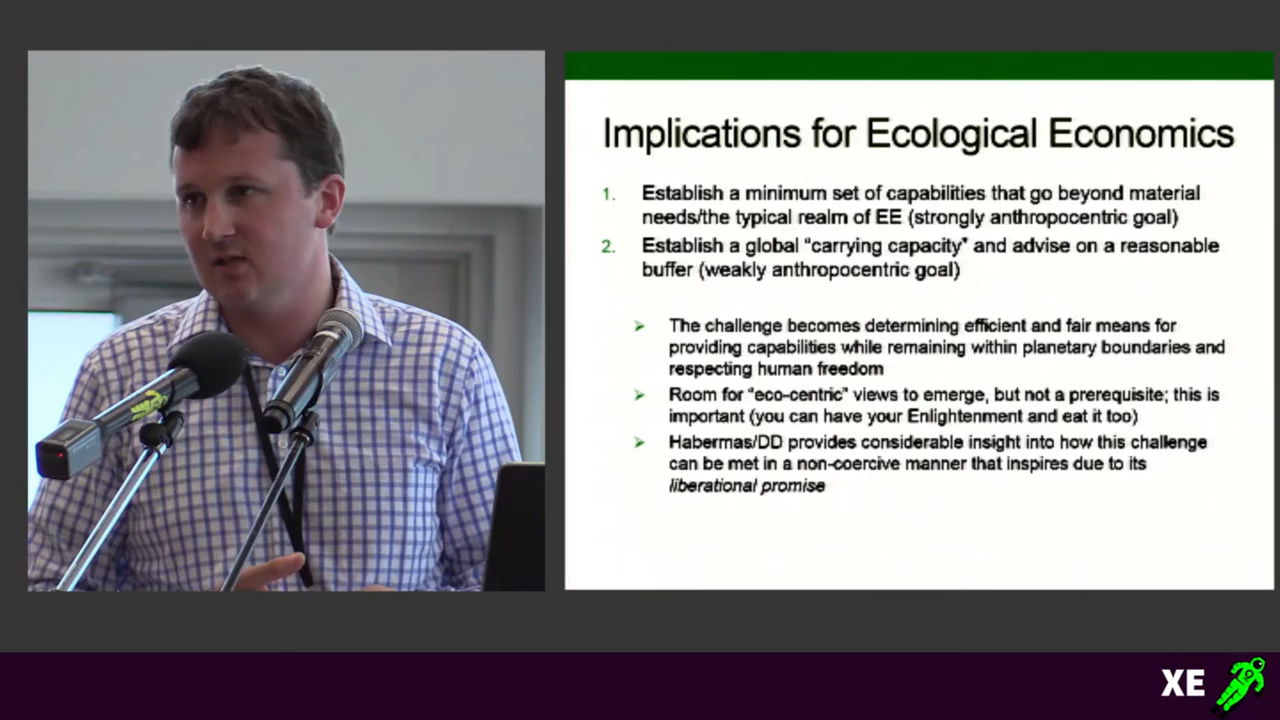 Implications for Ecological Economics
1. Establish a minimum set of capabilities that go beyond material
needs/the typical realm of EE (strongly anthropocentric goal)
2. Establish a global “carrying capacity” and advise on a reasonable
buffer (weakly anthropocentric goal)
The challenge becomes determining efficient and fair means for
providing capabilities while remaining within planetary boundaries and
respecting human freedom
Room for “eco-centric” views to emerge, but not a prerequisite; this is
important (you can have your Enlightenment and eat it too)
Habermas/DD provides considerable insight into how this challenge
can be met in a non-coercive manner that inspires due to its
liberational promise
XE